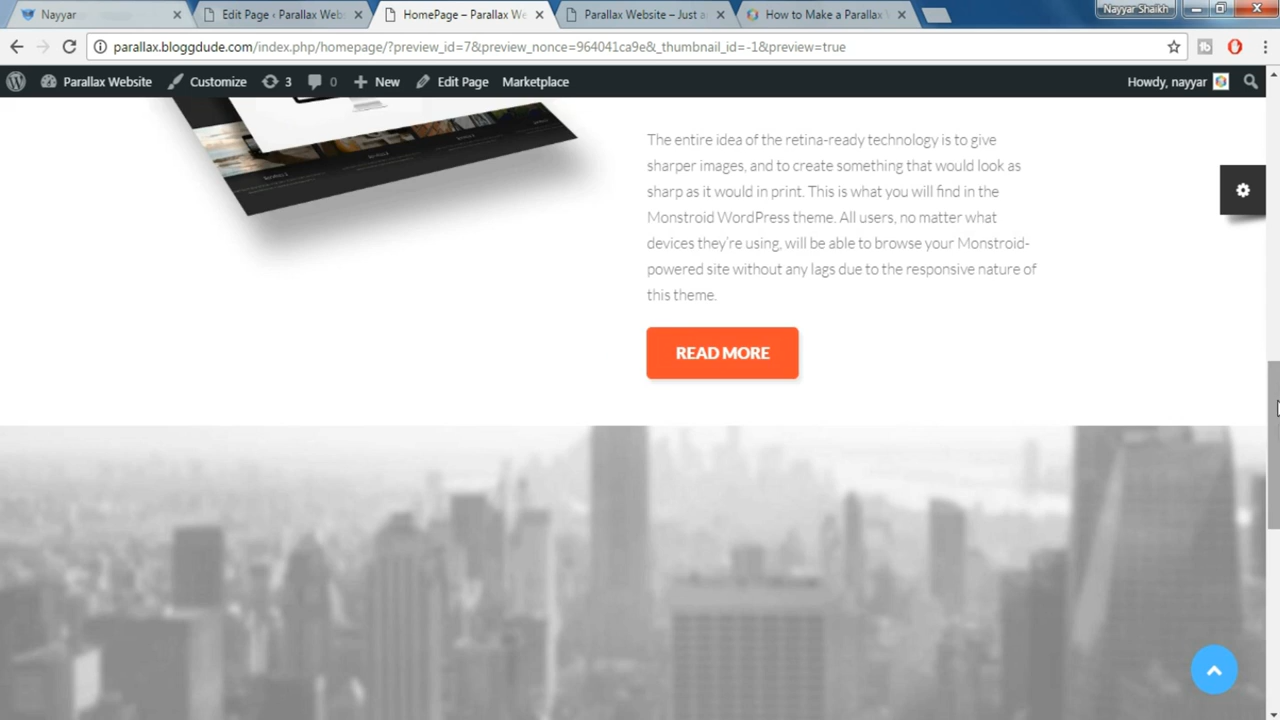 Nayyar
Edit Page ‹ Parallax Webs
HomePage – Parallax We
Parallax Website – Just a
How to Make a Parallax
Nayyar Shaikh
parallax.bloggdude.com/index.php/homepage/?preview_id=7&preview_nonce=964041ca9e&_thumbnail_id=-1&preview=true
Parallax Website
Customize
3
0
New
Edit Page
Marketplace
Howdy, nayyar
The entire idea of the retina-ready technology is to give
sharper images, and to create something that would look as
sharp as it would in print. This is what you will find in the
Monstroid WordPress theme. All users, no matter what
devices they're using, will be able to browse your Monstroid-
powered site without any lags due to the responsive nature of
this theme.
READ MORE